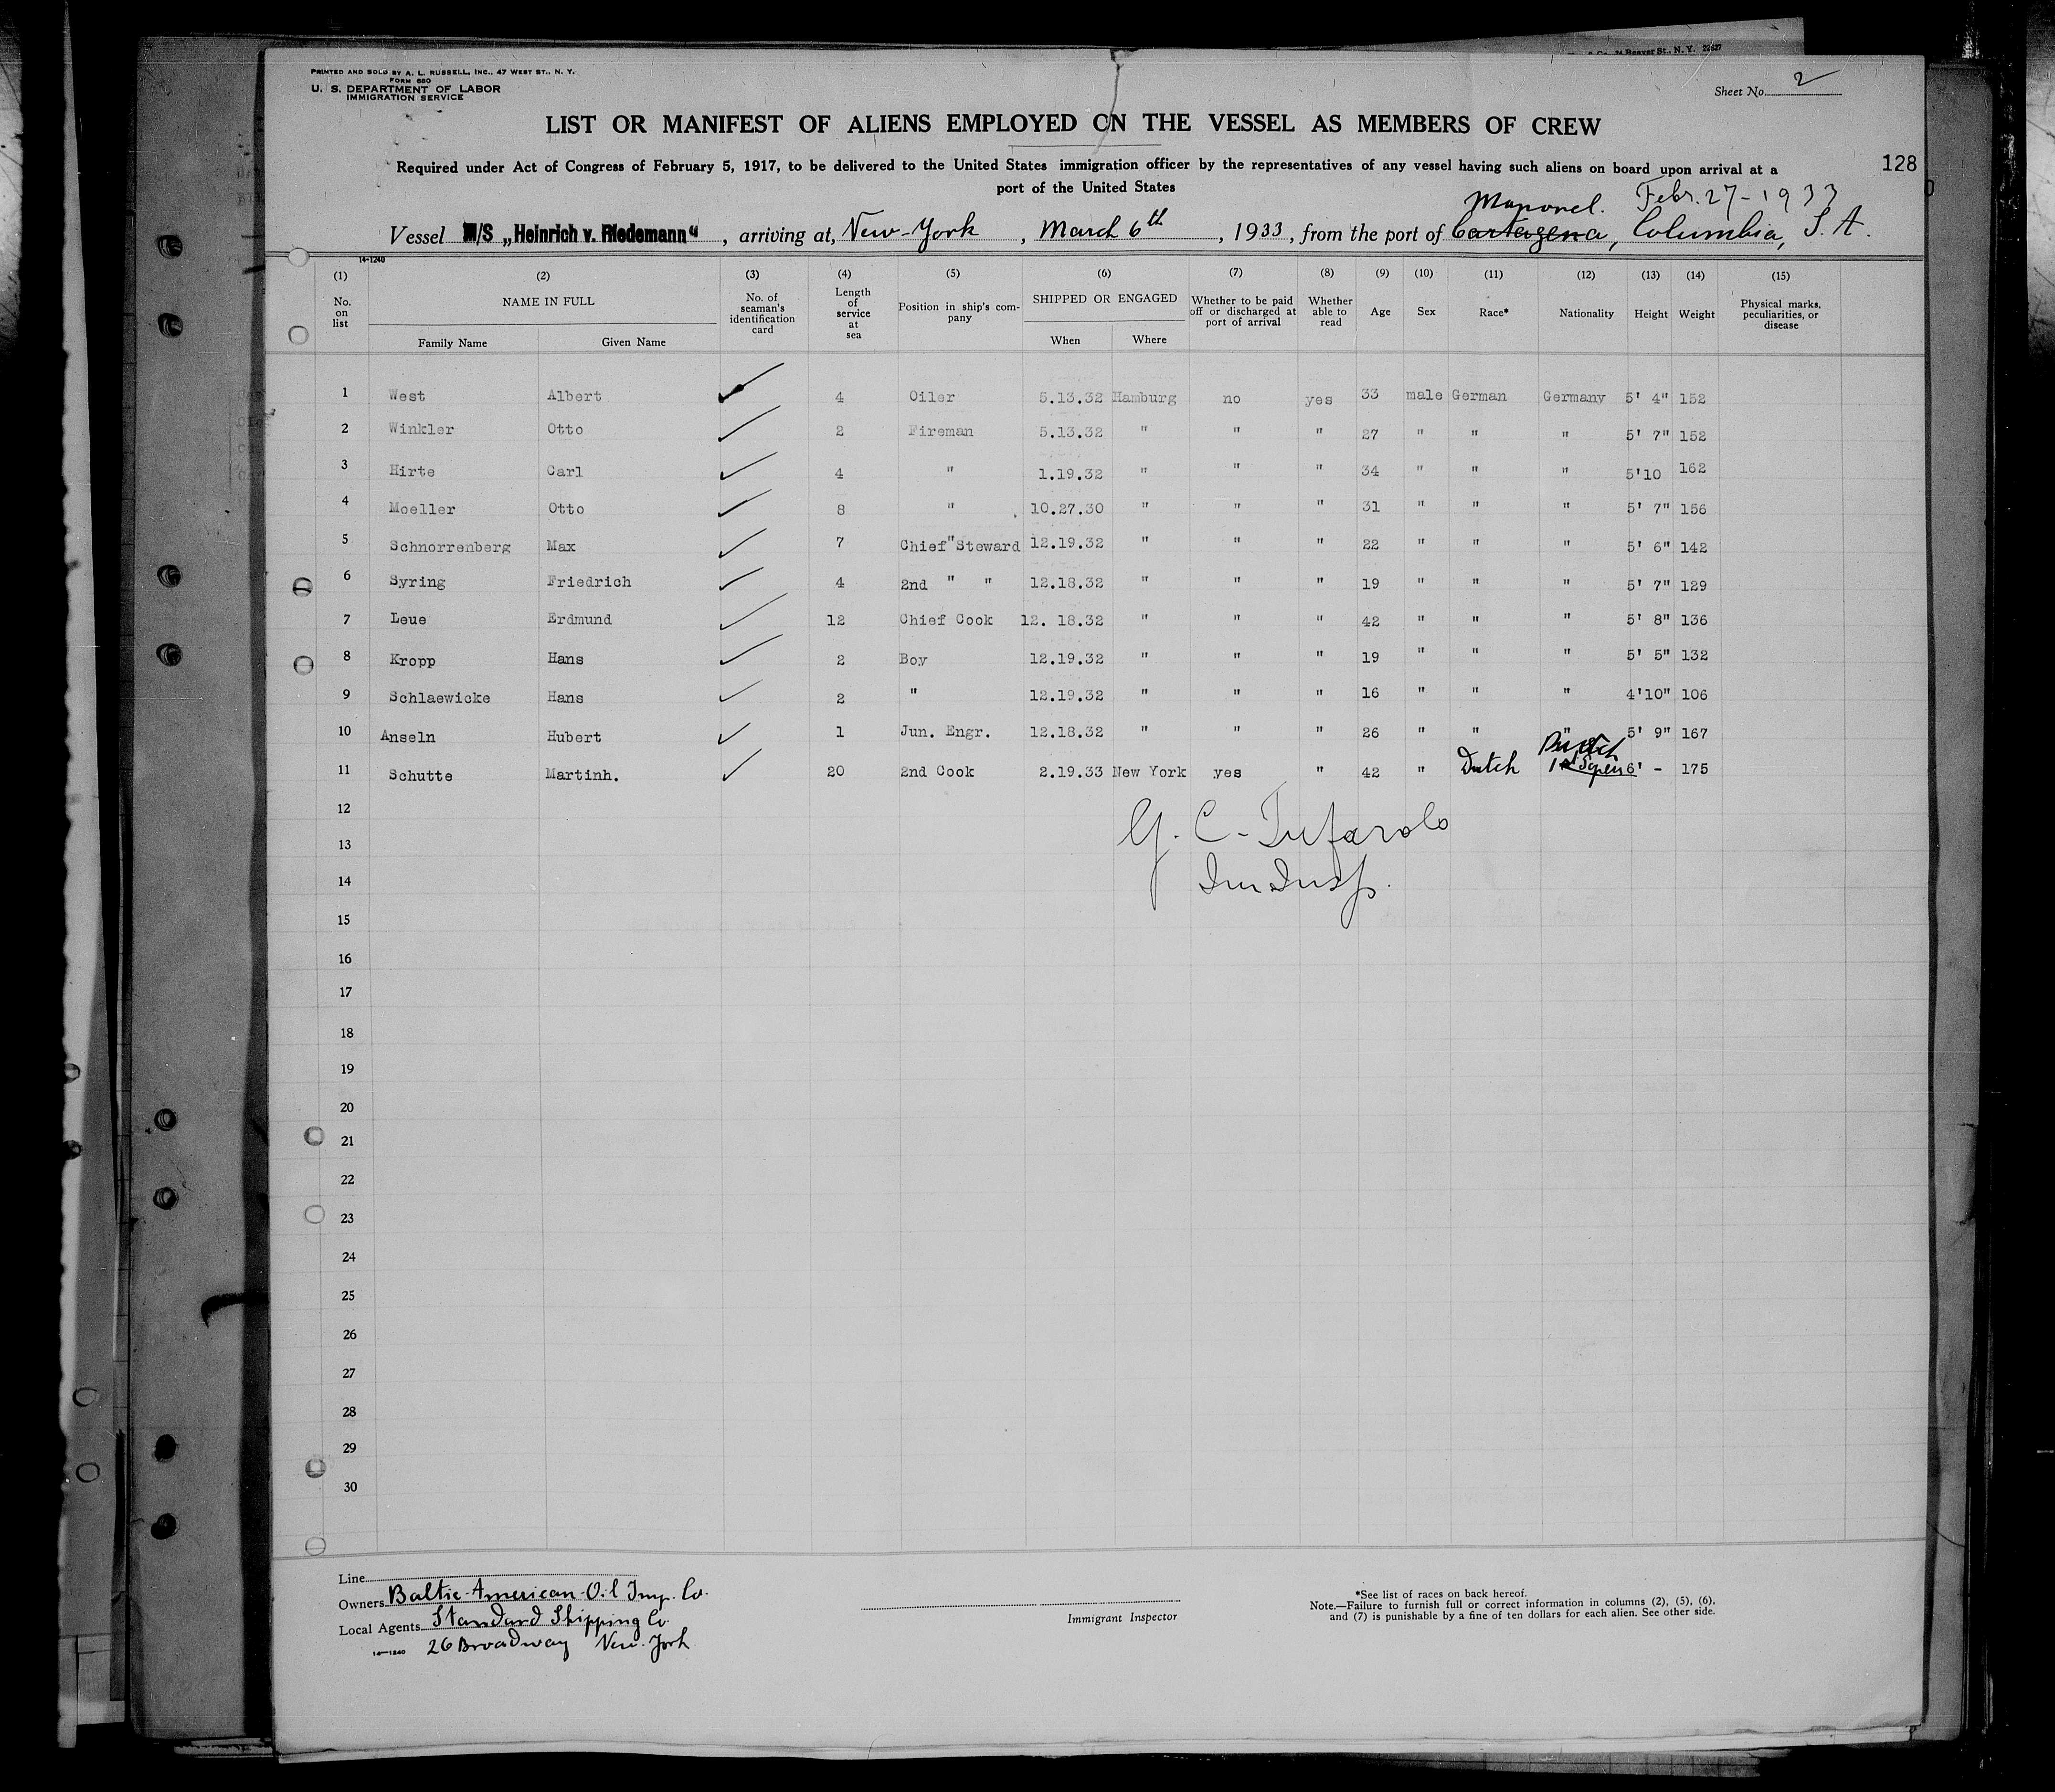 Beaver St., N. Y.
PRINTED AND SOLD BY A. L. RUSSELL, INC., 47 WEST ST., N. Y.
FORM 680
U. S. DEPARTMENT OF LABOR
IMMIGRATION SERVICE
Sheet No. 2
LIST OR MANIFEST OF ALIENS EMPLOYED ON THE VESSEL AS MEMBERS OF CREW
Required under Act of Congress of February 5, 1917, to be delivered to the United States immigration officer by the representatives of any vessel having such aliens on board upon arrival at a
port of the United States
128
Febr. 27-1933
Vessel M/S „Heinrich v. Riedemann“, arriving at, New-York, March 6th, 1933, from the port of Cartagena, Columbia, S. A.
14-1240
(1) (2) (3) (4) (5) (6) (7) (8) (9) (10) (11) (12) (13) (14) (15)
No. on list NAME IN FULL No. of seaman's identification card Length of service at sea Position in ship's company SHIPPED OR ENGAGED Whether to be paid off or discharged at port of arrival Whether able to read Age Sex Race* Nationality Height Weight Physical marks, peculiarities, or disease
Family Name Given Name When Where
1 West Albert 4 Oiler 5.13.32 Hamburg no yes 33 male German Germany 5' 4" 152
2 Winkler Otto 2 Fireman 5.13.32 " " " 27 " " " 5' 7" 152
3 Hirte Carl 4 " 1.19.32 " " " 34 " " " 5'10 162
4 Moeller Otto 8 " 10.27.30 " " " 31 " " " 5' 7" 156
5 Schnorrenberg Max 7 Chief"Steward 12.19.32 " " " 22 " " " 5' 6" 142
6 Syring Friedrich 4 2nd " " 12.18.32 " " " 19 " " " 5' 7" 129
7 Leue Erdmund 12 Chief Cook 12. 18.32 " " " 42 " " " 5' 8" 136
8 Kropp Hans 2 Boy 12.19.32 " " " 19 " " " 5' 5" 132
9 Schlaewicke Hans 2 " 12.19.32 " " " 16 " " " 4'10" 106
10 Anseln Hubert 1 Jun. Engr. 12.18.32 " " " 26 " " " 5' 9" 167
Dutch
11 Schutte Martinh. 20 2nd Cook 2.19.33 New York yes " 42 " Dutch 6' - 175
12
13
14
15
16
17
18
19
20
21
22
23
24
25
26
27
28
29
30
Line
Owners Baltic-American-Oil Imp. Co.
Local Agents Standard Shipping Co
14-1240 26 Broadway New-York
Immigrant Inspector
*See list of races on back hereof.
Note.—Failure to furnish full or correct information in columns (2), (5), (6),
and (7) is punishable by a fine of ten dollars for each alien. See other side.